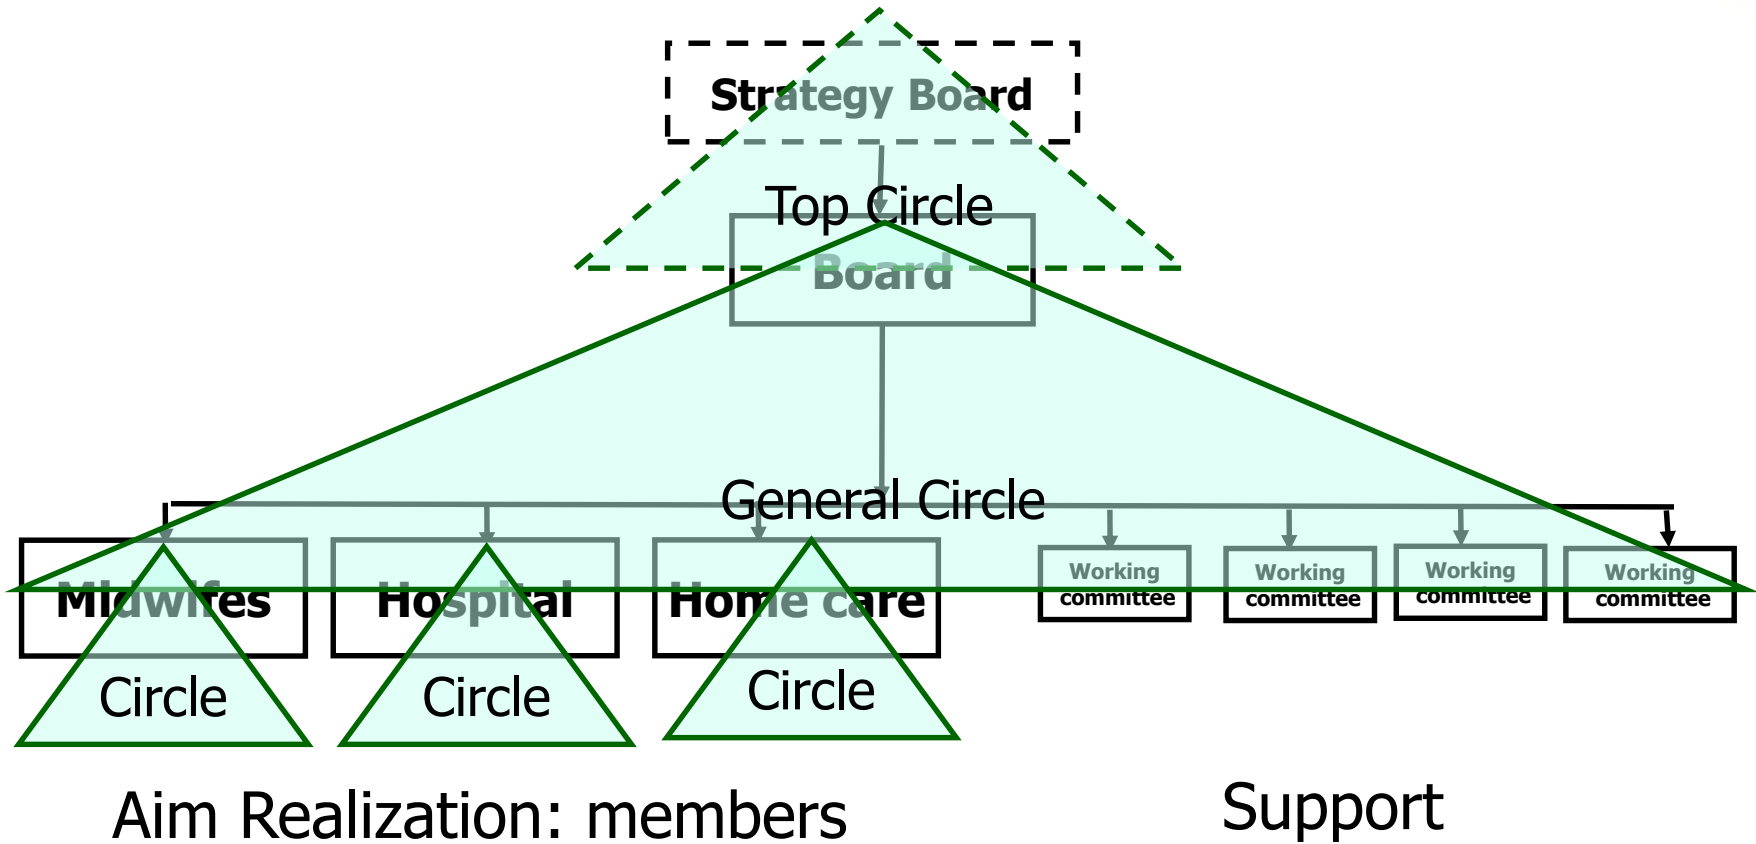 Strategy Board
Top Circle
Board
General Circle
Midwifes
Hospital
Home care
Working
committee
Working
committee
Working
committee
Working
committee
Circle
Circle
Circle
Aim Realization: members
Support